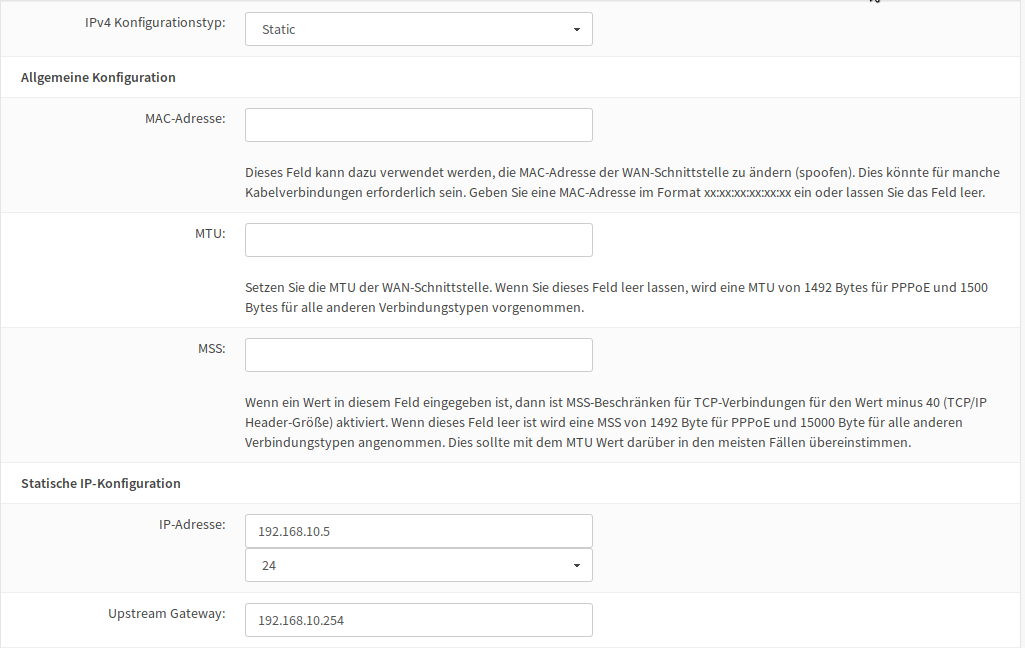 IPv4 Konfigurationstyp:
Static
Allgemeine Konfiguration
MAC-Adresse:
Dieses Feld kann dazu verwendet werden, die MAC-Adresse der WAN-Schnittstelle zu ändern (spoofen). Dies könnte für manche
Kabelverbindungen erforderlich sein. Geben Sie eine MAC-Adresse im Format xx:xx:xx:xx:xx:xx ein oder lassen Sie das Feld leer.
MTU:
Setzen Sie die MTU der WAN-Schnittstelle. Wenn Sie dieses Feld leer lassen, wird eine MTU von 1492 Bytes für PPPoE und 1500
Bytes für alle anderen Verbindungstypen vorgenommen.
MSS:
Wenn ein Wert in diesem Feld eingegeben ist, dann ist MSS-Beschränken für TCP-Verbindungen für den Wert minus 40 (TCP/IP
Header-Größe) aktiviert. Wenn dieses Feld leer ist wird eine MSS von 1492 Byte für PPPoE und 15000 Byte für alle anderen
Verbindungstypen angenommen. Dies sollte mit dem MTU Wert darüber in den meisten Fällen übereinstimmen.
Statische IP-Konfiguration
IP-Adresse:
192.168.10.5
24
Upstream Gateway:
192.168.10.254